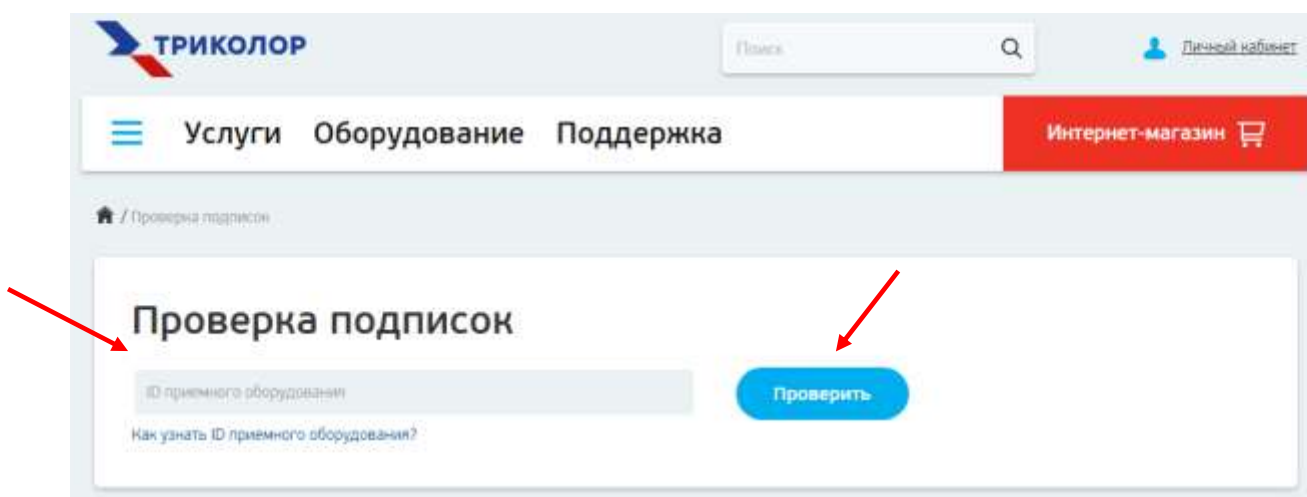 ТРИКОЛОР
Поиск
Личный кабинет
Услуги Оборудование Поддержка
Интернет-магазин
/ Проверка подписок
Проверка подписок
ID приемного оборудования
Проверить
Как узнать ID приемного оборудования?